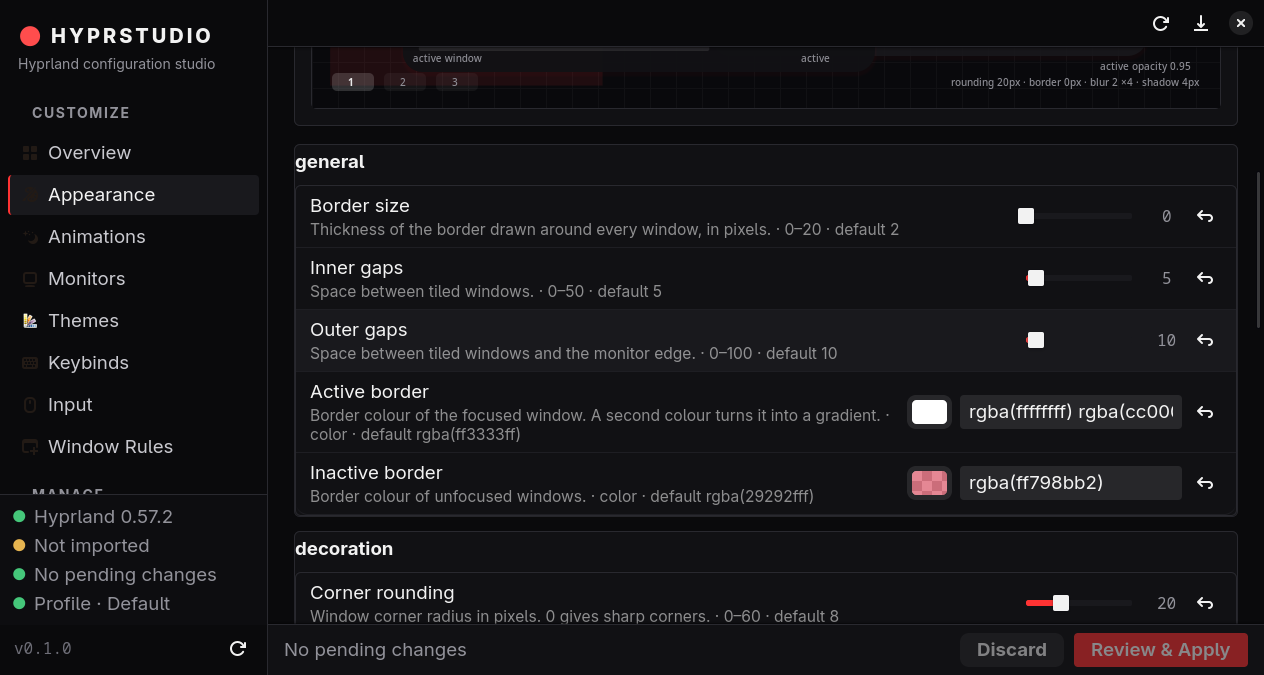 HYPRSTUDIO
Hyprland configuration studio
CUSTOMIZE
Overview
Appearance
Animations
Monitors
Themes
Keybinds
Input
Window Rules
MANAGE
Hyprland 0.57.2
Not imported
No pending changes
Profile · Default
v0.1.0
active window
active
active opacity 0.95
1 2 3
rounding 20px · border 0px · blur 2 ×4 · shadow 4px
general
Border size
Thickness of the border drawn around every window, in pixels. · 0–20 · default 2
0
Inner gaps
Space between tiled windows. · 0–50 · default 5
5
Outer gaps
Space between tiled windows and the monitor edge. · 0–100 · default 10
10
Active border
Border colour of the focused window. A second colour turns it into a gradient. ·
color · default rgba(ff3333ff)
rgba(ffffffff) rgba(cc00
Inactive border
Border colour of unfocused windows. · color · default rgba(29292fff)
rgba(ff798bb2)
decoration
Corner rounding
Window corner radius in pixels. 0 gives sharp corners. · 0–60 · default 8
20
No pending changes
Discard
Review & Apply